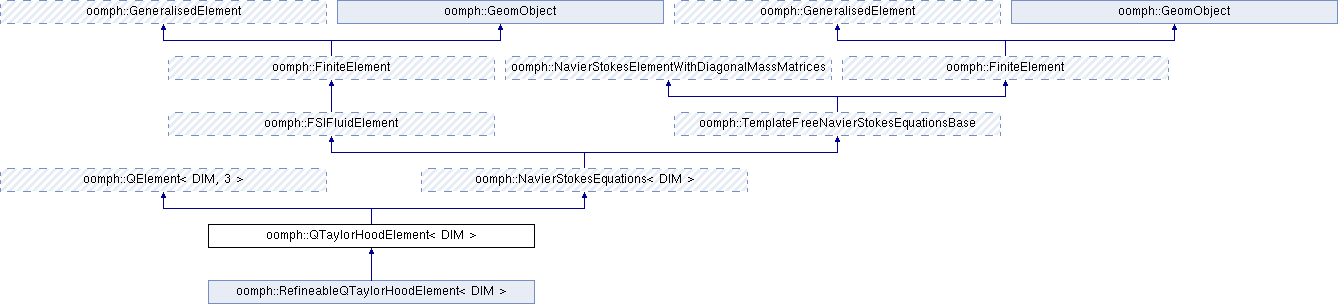 oomph::GeneralisedElement
oomph::GeomObject
oomph::GeneralisedElement
oomph::GeomObject
oomph::FiniteElement
oomph::NavierStokesElementWithDiagonalMassMatrices
oomph::FiniteElement
oomph::FSIFluidElement
oomph::TemplateFreeNavierStokesEquationsBase
oomph::QElement< DIM, 3 >
oomph::NavierStokesEquations< DIM >
oomph::QTaylorHoodElement< DIM >
oomph::RefineableQTaylorHoodElement< DIM >